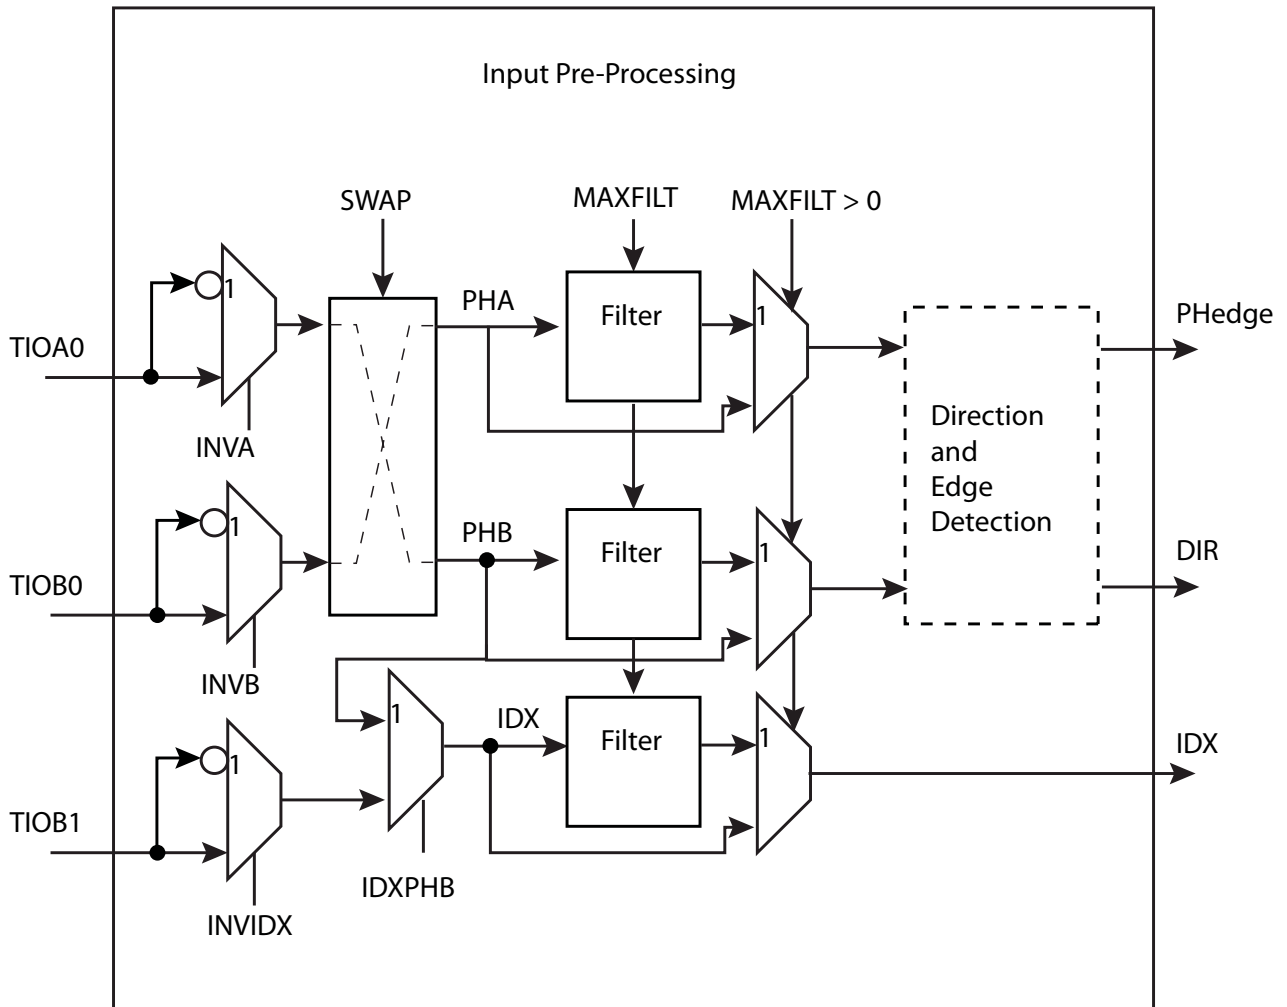 Input Pre-Processing
SWAP
MAXFILT
MAXFILT > 0
1
PHA
Filter
1
PHedge
TIOA0
INVA
Direction
and
Edge
Detection
1
PHB
Filter
1
DIR
TIOB0
INVB
1
IDX
Filter
1
IDX
1
TIOB1
IDXPHB
INVIDX